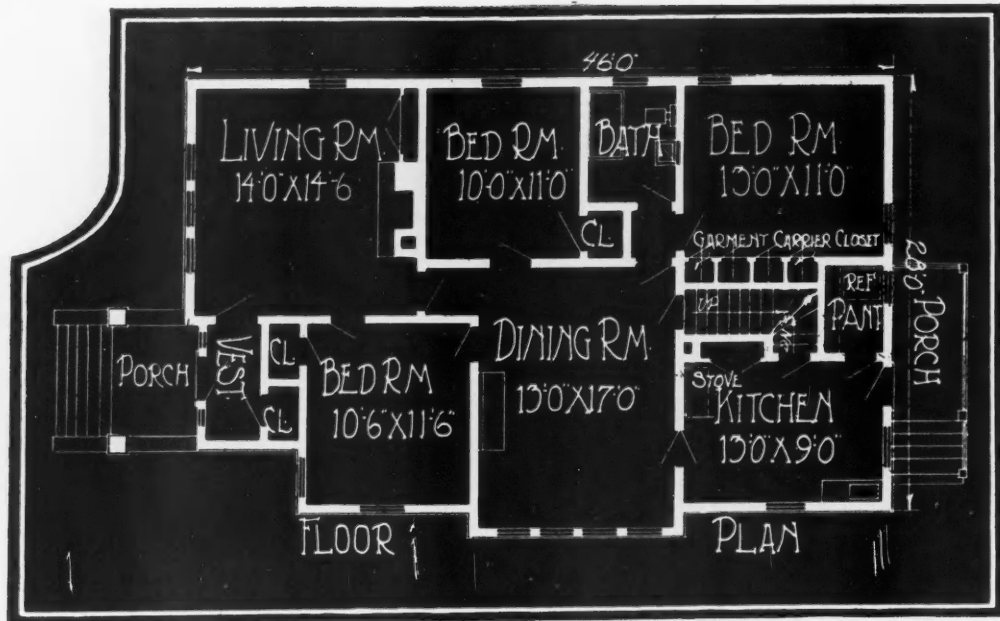 46'0"
LIVING RM.
14'0"X14'-6
BED RM.
10'0"X11'0"
BATH
BED RM.
13'0"X11'0"
CL.
GARMENT CARRIER CLOSET
28'0"
REF
PANT
UP
PORCH
PORCH
VEST.
CL.
CL.
BED RM
10'6"X11'-6"
DINING RM.
13'0"X17'0"
STOVE
KITCHEN
13'0"X9'0"
FLOOR
PLAN